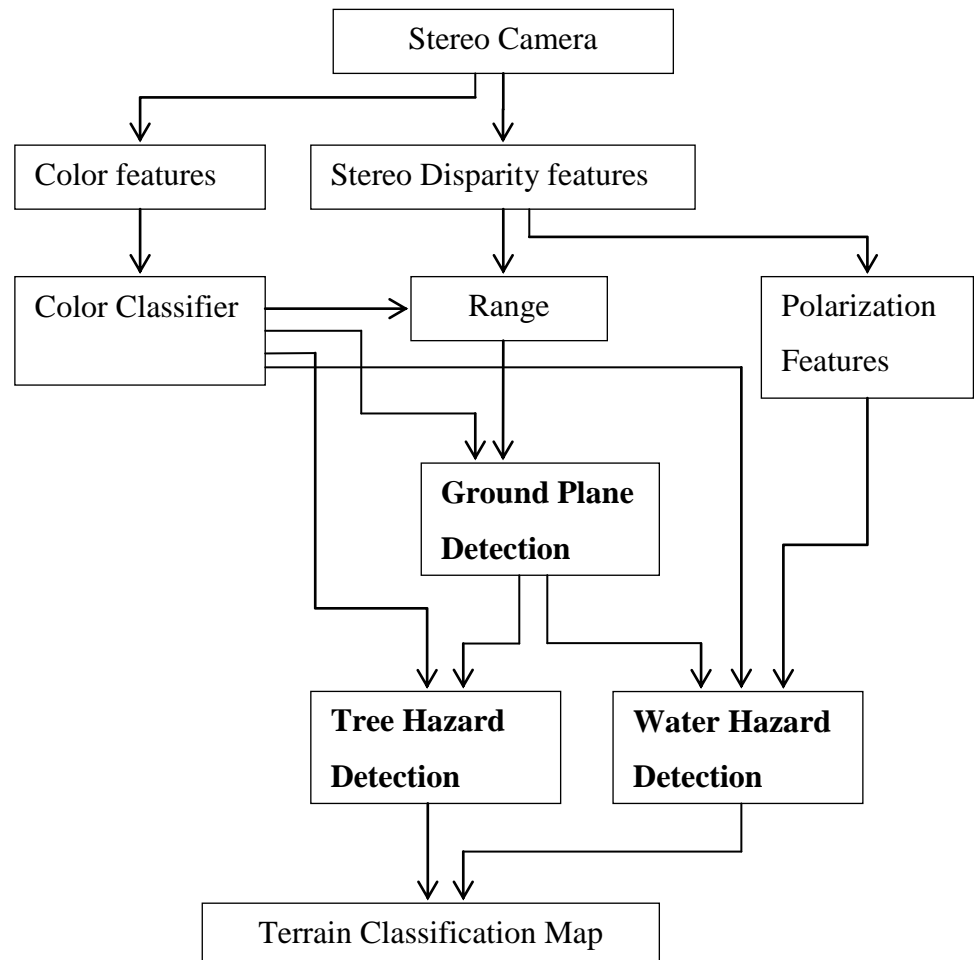 Stereo Camera
Color features
Stereo Disparity features
Color Classifier
Range
Polarization
Features
Ground Plane
Detection
Tree Hazard
Detection
Water Hazard
Detection
Terrain Classification Map